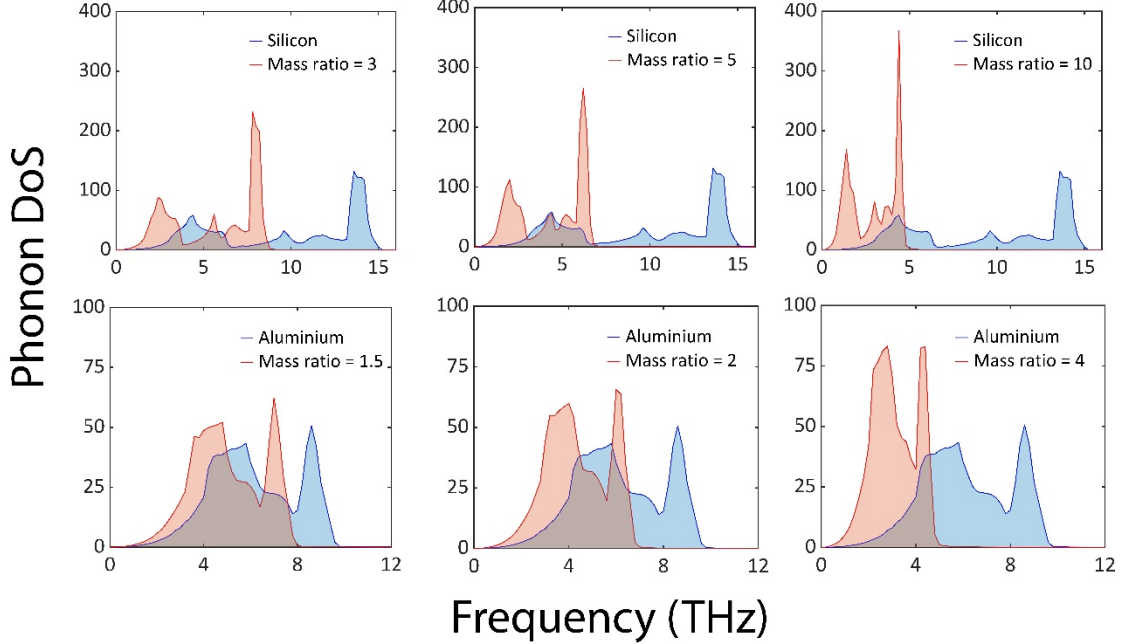 Phonon DoS
400
300
200
100
0
0 5 10 15
Silicon
Mass ratio = 3
400
300
200
100
0
0 5 10 15
Silicon
Mass ratio = 5
400
300
200
100
0
0 5 10 15
Silicon
Mass ratio = 10
100
75
50
25
0
0 4 8 12
Aluminium
Mass ratio = 1.5
100
75
50
25
0
0 4 8 12
Aluminium
Mass ratio = 2
100
75
50
25
0
0 4 8 12
Aluminium
Mass ratio = 4
Frequency (THz)